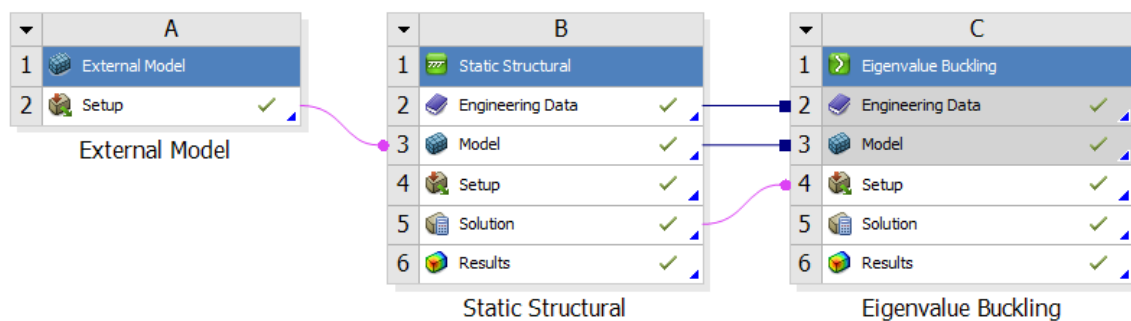 A
1 External Model
2 Setup
External Model
B
1 Static Structural
2 Engineering Data
3 Model
4 Setup
5 Solution
6 Results
Static Structural
C
1 Eigenvalue Buckling
2 Engineering Data
3 Model
4 Setup
5 Solution
6 Results
Eigenvalue Buckling